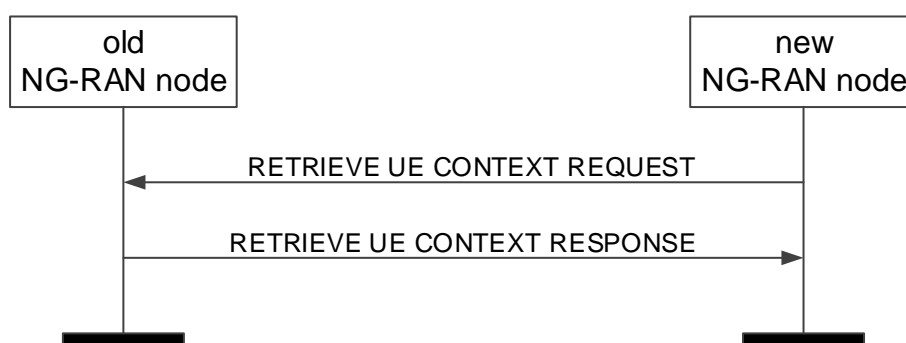 old
NG-RAN node
new
NG-RAN node
RETRIEVE UE CONTEXT REQUEST
RETRIEVE UE CONTEXT RESPONSE